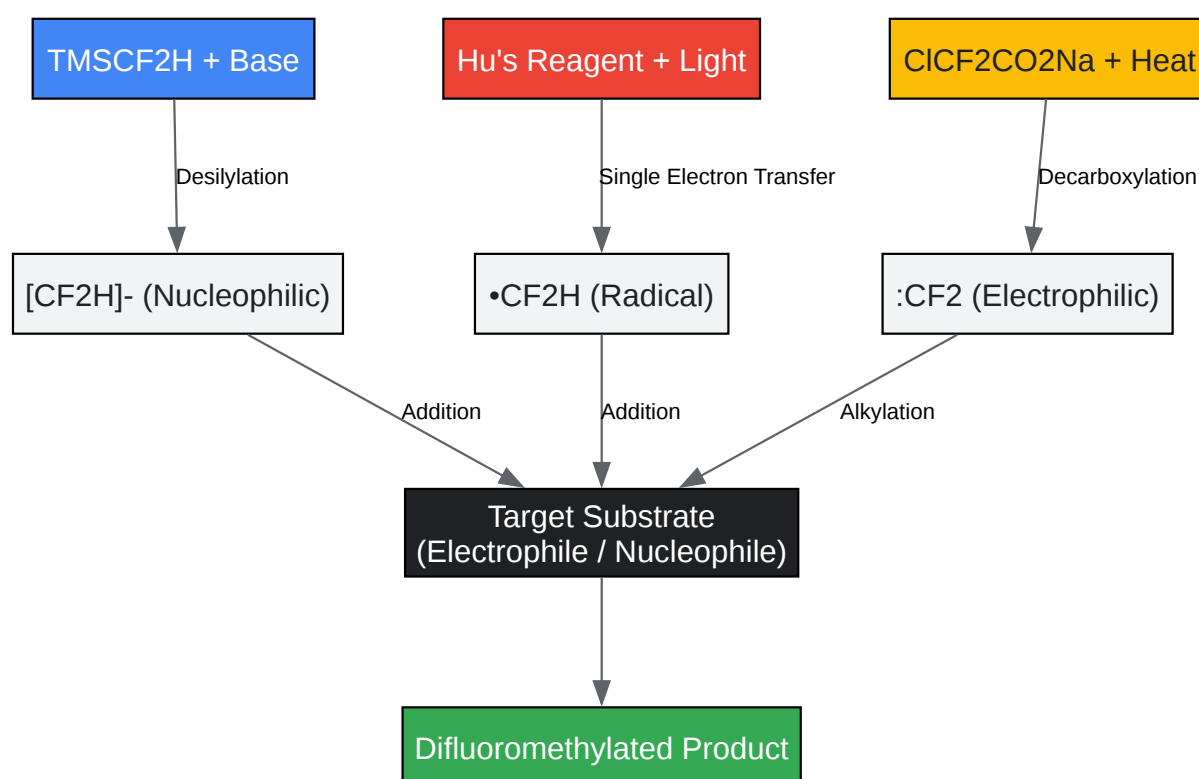 TMSCF2H + Base
Hu's Reagent + Light
ClCF2CO2Na + Heat
Desilylation
Single Electron Transfer
Decarboxylation
[CF2H]- (Nucleophilic)
•CF2H (Radical)
:CF2 (Electrophilic)
Addition
Addition
Alkylation
Target Substrate
(Electrophile / Nucleophile)
Difluoromethylated Product